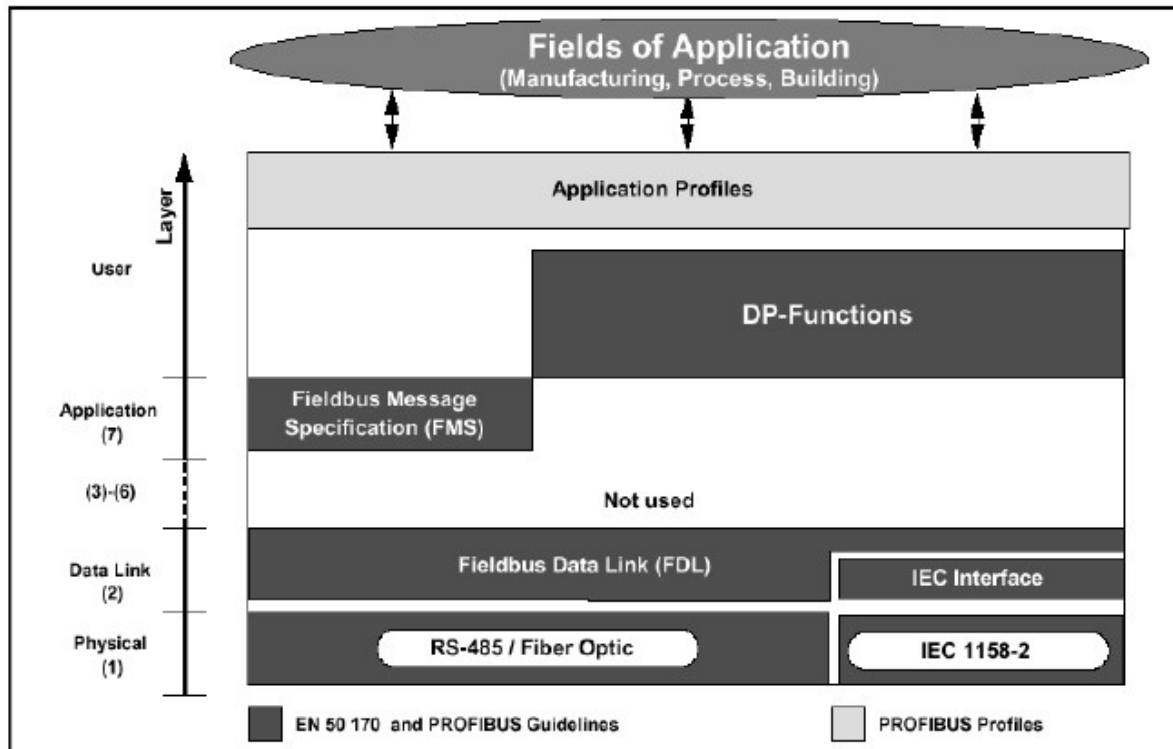 Fields of Application
(Manufacturing, Process, Building)
Layer
Application Profiles
User
DP-Functions
Application
(7)
Fieldbus Message
Specification (FMS)
(3)-(6)
Not used
Data Link
(2)
Fieldbus Data Link (FDL)
IEC Interface
Physical
(1)
RS-485 / Fiber Optic
IEC 1158-2
EN 50 170 and PROFIBUS Guidelines
PROFIBUS Profiles